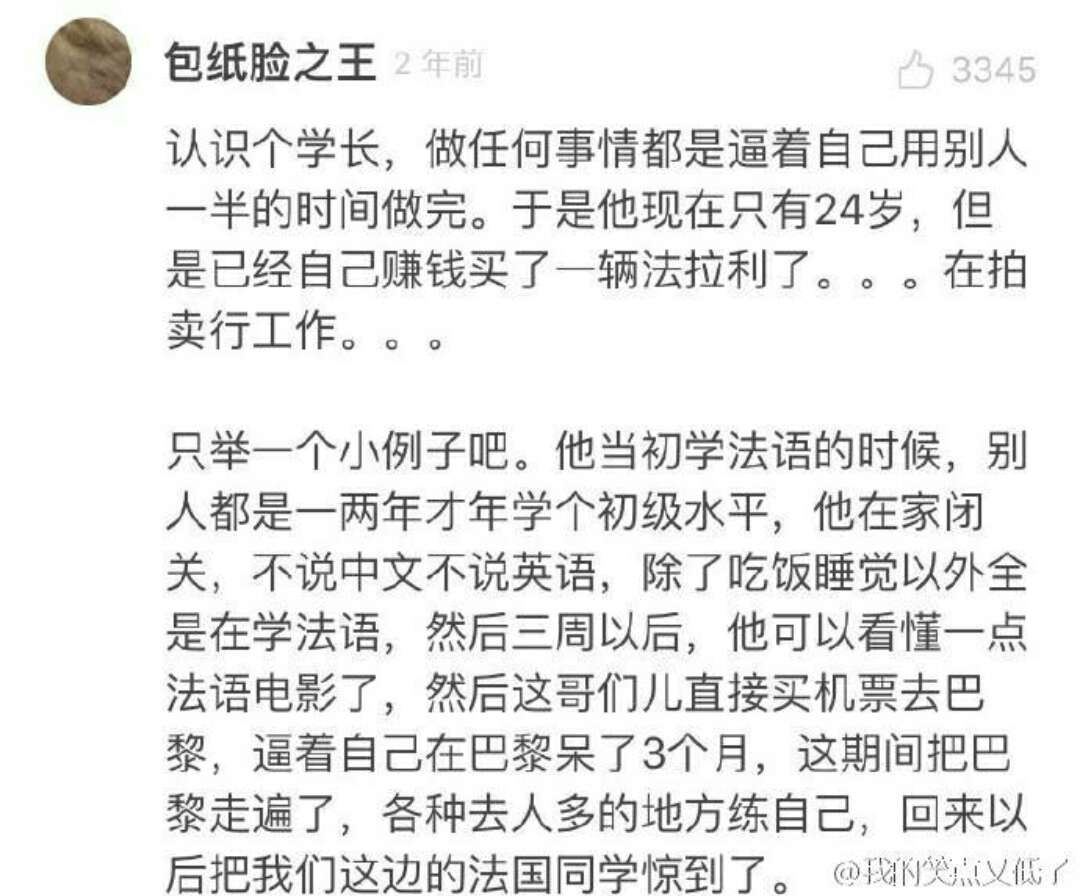 包纸脸之王 2 年前 3345
认识个学长，做任何事情都是逼着自己用别人
一半的时间做完。于是他现在只有24岁，但
是已经自己赚钱买了一辆法拉利了。。。在拍
卖行工作。。。
只举一个小例子吧。他当初学法语的时候，别
人都是一两年才年学个初级水平，他在家闭
关，不说中文不说英语，除了吃饭睡觉以外全
是在学法语，然后三周以后，他可以看懂一点
法语电影了，然后这哥们儿直接买机票去巴
黎，逼着自己在巴黎呆了3个月，这期间把巴
黎走遍了，各种去人多的地方练自己，回来以
后把我们这边的法国同学惊到了。
@我的笑点又低了